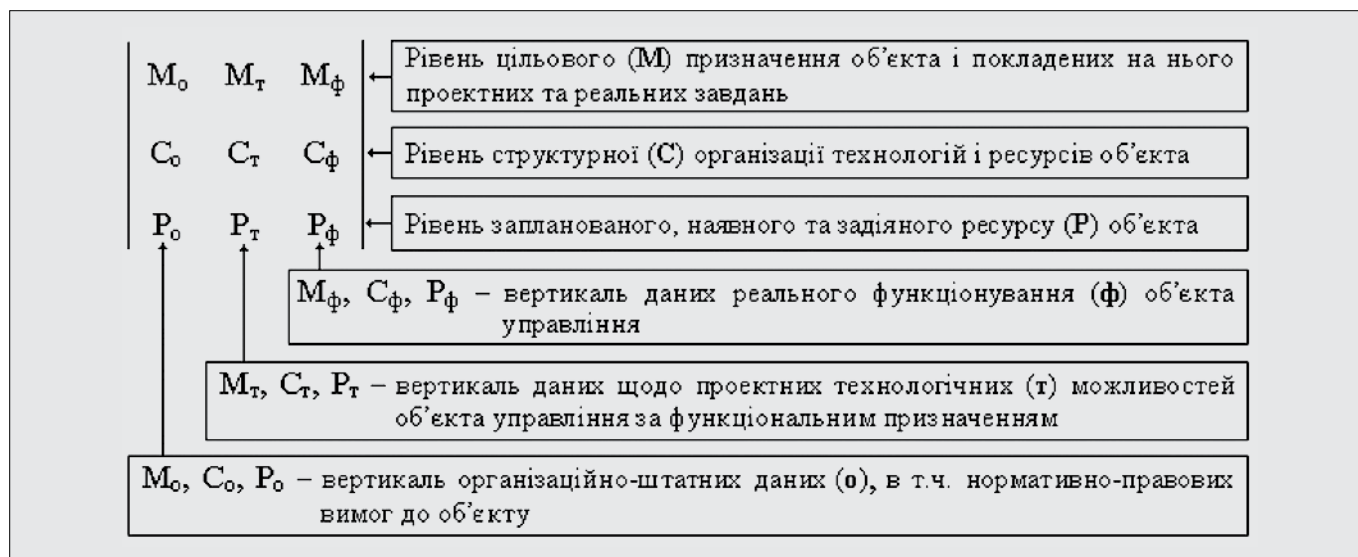 Mо Mт Mф
Рівень цільового (М) призначення об’єкта і покладених на нього
проектних та реальних завдань
Cо Cт Cф
Рівень структурної (С) організації технологій і ресурсів об’єкта
Pо Pт Pф
Рівень запланованого, наявного та задіяного ресурсу (Р) об’єкта
Mф, Cф, Pф – вертикаль даних реального функціонування (ф) об’єкта
управління
Mт, Cт, Pт – вертикаль даних щодо проектних технологічних (т) можливостей
об’єкта управління за функціональним призначенням
Mо, Cо, Pо – вертикаль організаційно-штатних даних (о), в т.ч. нормативно-правових
вимог до об’єкту